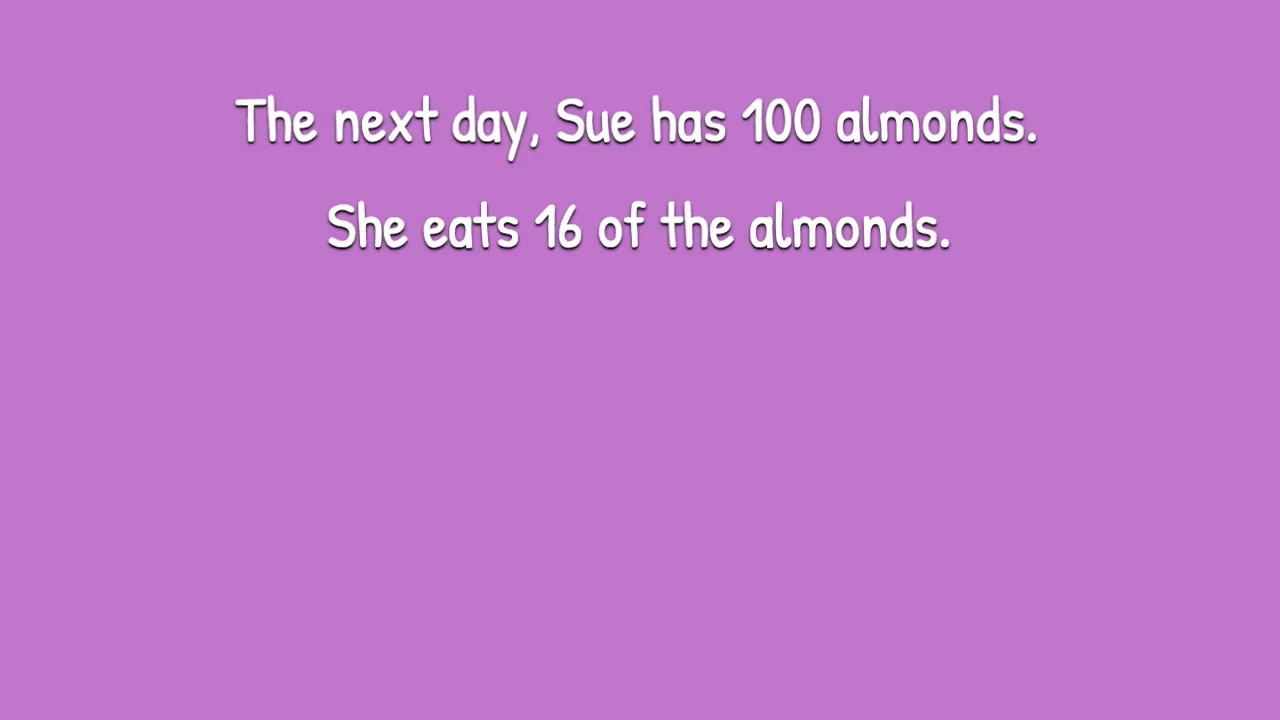 The next day, Sue has 100 almonds.
She eats 16 of the almonds.